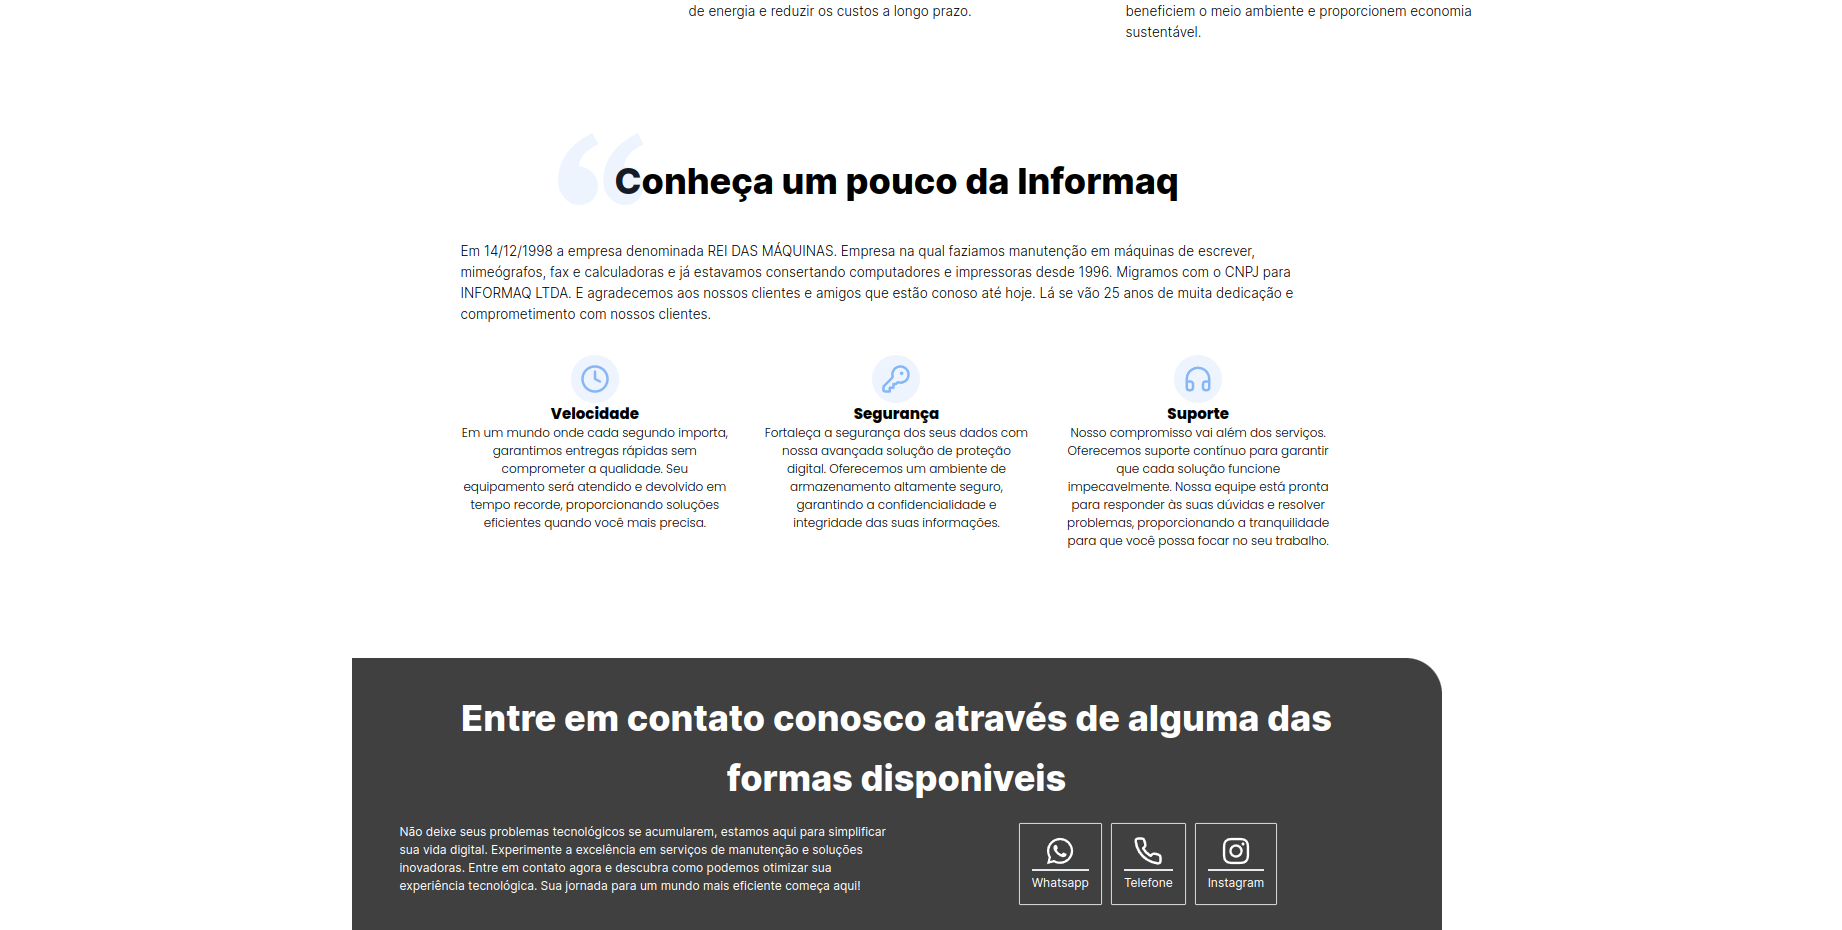 de energia e reduzir os custos a longo prazo.
beneficiem o meio ambiente e proporcionem economia
sustentável.
Conheça um pouco da Informaq
Em 14/12/1998 a empresa denominada REI DAS MÁQUINAS. Empresa na qual faziamos manutenção em máquinas de escrever,
mimeógrafos, fax e calculadoras e já estavamos consertando computadores e impressoras desde 1996. Migramos com o CNPJ para
INFORMAQ LTDA. E agradecemos aos nossos clientes e amigos que estão conoso até hoje. Lá se vão 25 anos de muita dedicação e
comprometimento com nossos clientes.
Velocidade
Em um mundo onde cada segundo importa,
garantimos entregas rápidas sem
comprometer a qualidade. Seu
equipamento será atendido e devolvido em
tempo recorde, proporcionando soluções
eficientes quando você mais precisa.
Segurança
Fortaleça a segurança dos seus dados com
nossa avançada solução de proteção
digital. Oferecemos um ambiente de
armazenamento altamente seguro,
garantindo a confidencialidade e
integridade das suas informações.
Suporte
Nosso compromisso vai além dos serviços.
Oferecemos suporte contínuo para garantir
que cada solução funcione
impecavelmente. Nossa equipe está pronta
para responder às suas dúvidas e resolver
problemas, proporcionando a tranquilidade
para que você possa focar no seu trabalho.
Entre em contato conosco através de alguma das
formas disponiveis
Não deixe seus problemas tecnológicos se acumularem, estamos aqui para simplificar
sua vida digital. Experimente a excelência em serviços de manutenção e soluções
inovadoras. Entre em contato agora e descubra como podemos otimizar sua
experiência tecnológica. Sua jornada para um mundo mais eficiente começa aqui!
Whatsapp
Telefone
Instagram